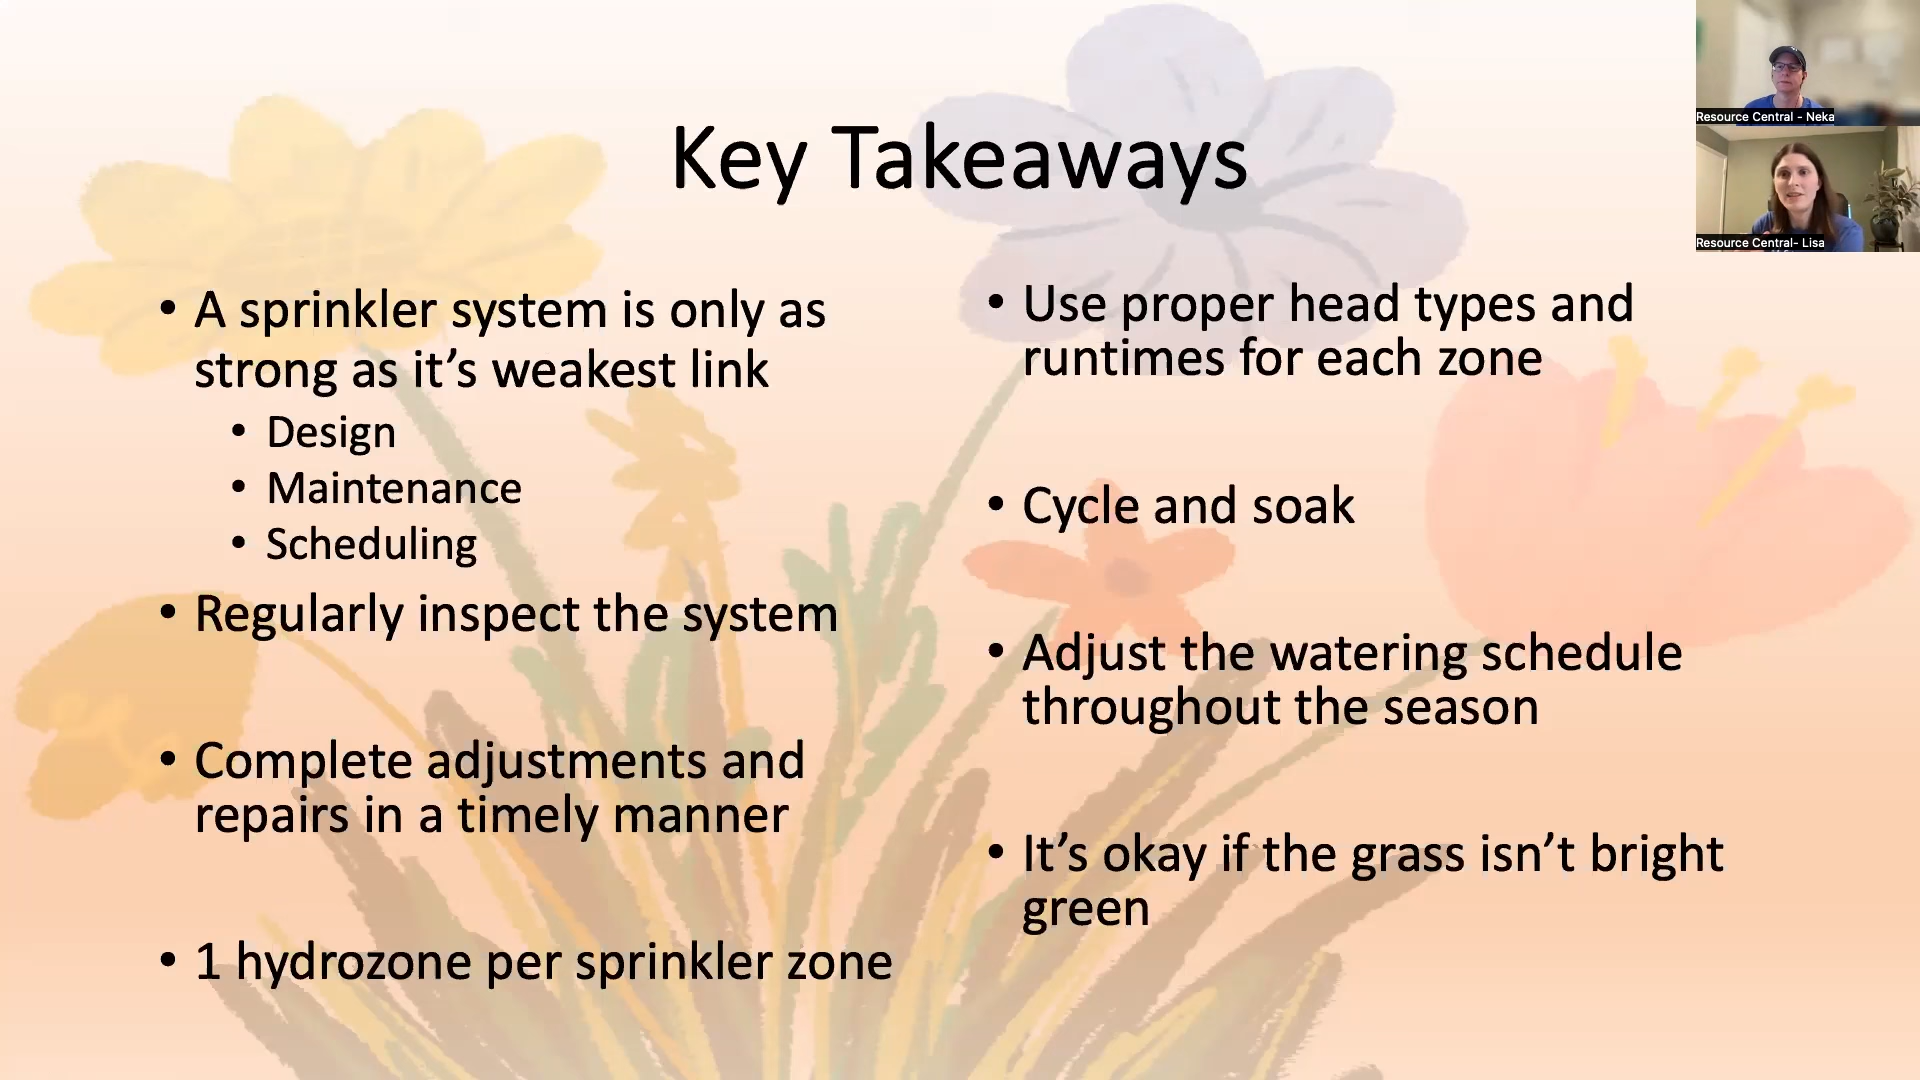 Key Takeaways
• A sprinkler system is only as
strong as it's weakest link
• Design
• Maintenance
• Scheduling
• Regularly inspect the system
• Complete adjustments and
repairs in a timely manner
• 1 hydrozone per sprinkler zone
• Use proper head types and
runtimes for each zone
• Cycle and soak
• Adjust the watering schedule
throughout the season
• It's okay if the grass isn't bright
green
Resource Central - Neka
Resource Central- Lisa